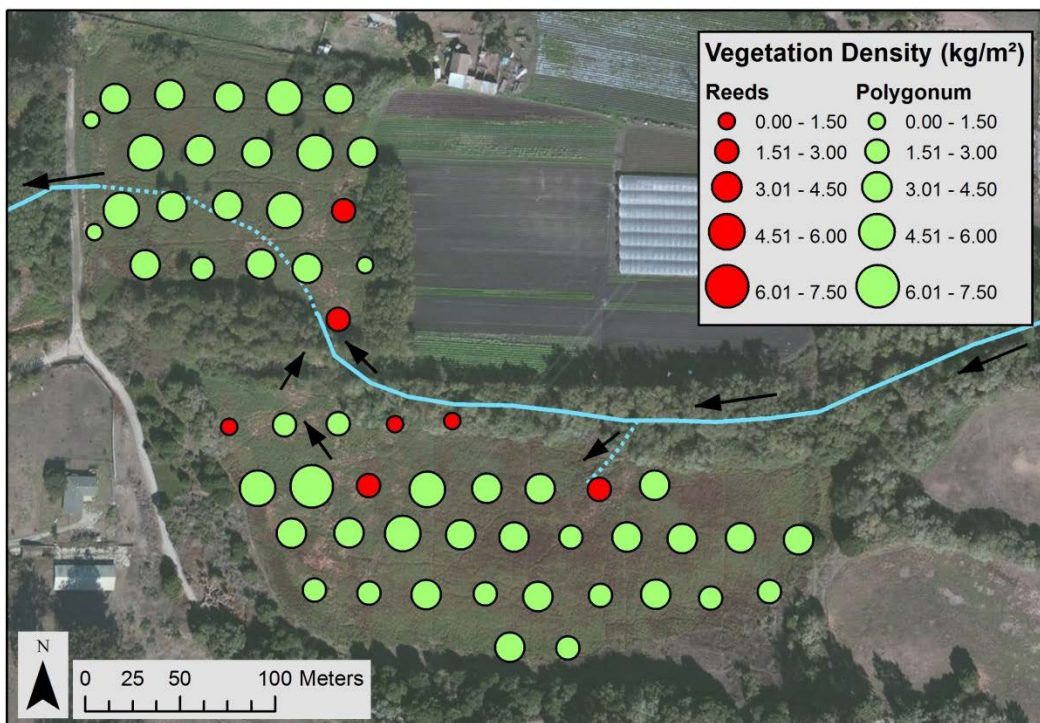 Vegetation Density (kg/m²)
Reeds Polygonum
0.00 - 1.50 0.00 - 1.50
1.51 - 3.00 1.51 - 3.00
3.01 - 4.50 3.01 - 4.50
4.51 - 6.00 4.51 - 6.00
6.01 - 7.50 6.01 - 7.50
N
0 25 50 100 Meters